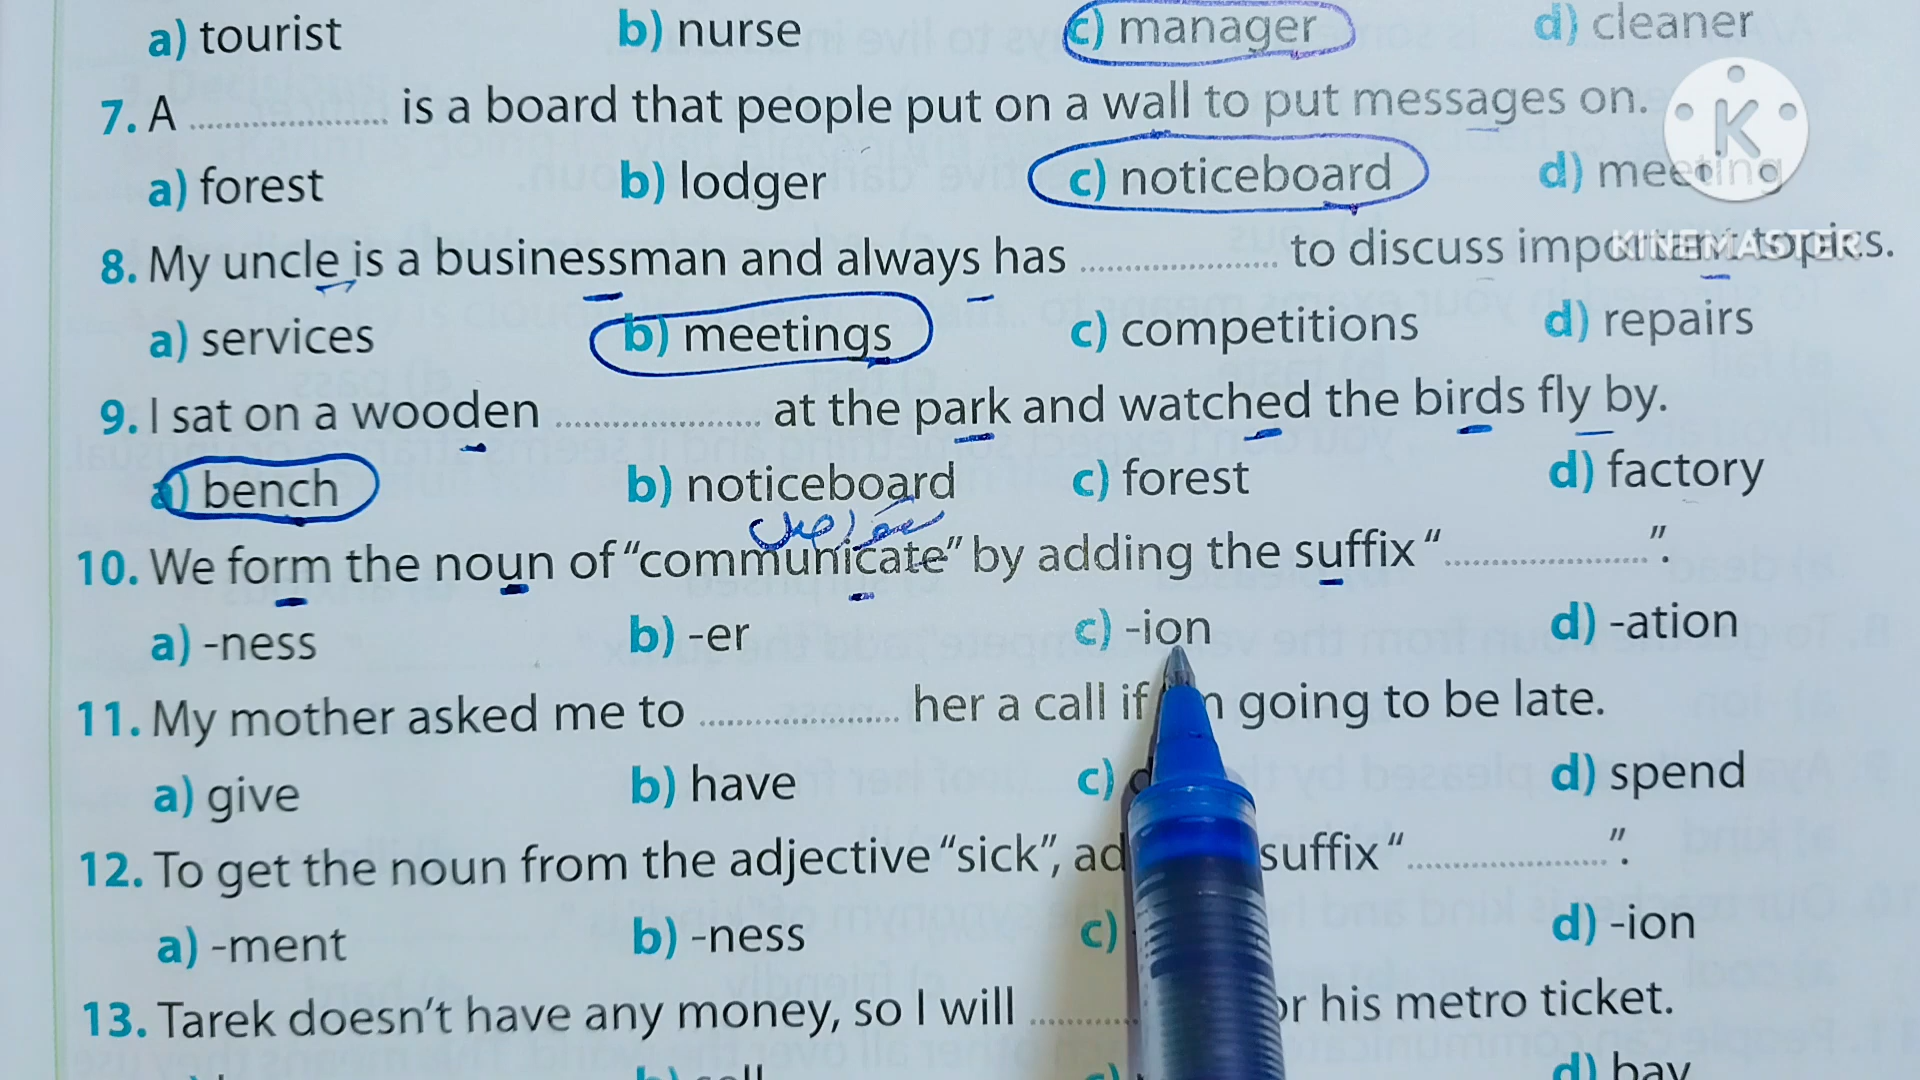 a) tourist b) nurse c) manager d) cleaner
7. A .................... is a board that people put on a wall to put messages on.
a) forest b) lodger c) noticeboard d) meeting
K
KINEMASTER
8. My uncle is a businessman and always has .................... to discuss important topics.
a) services b) meetings c) competitions d) repairs
9. I sat on a wooden .................... at the park and watched the birds fly by.
a) bench b) noticeboard c) forest d) factory
10. We form the noun of “communicate” by adding the suffix “....................”.
a) -ness b) -er c) -ion d) -ation
11. My mother asked me to .................... her a call if going to be late.
a) give b) have c) d) spend
12. To get the noun from the adjective “sick”, suffix “....................”.
a) -ment b) -ness c) d) -ion
13. Tarek doesn’t have any money, so I will .......... his metro ticket.
b) sell c) d) pay